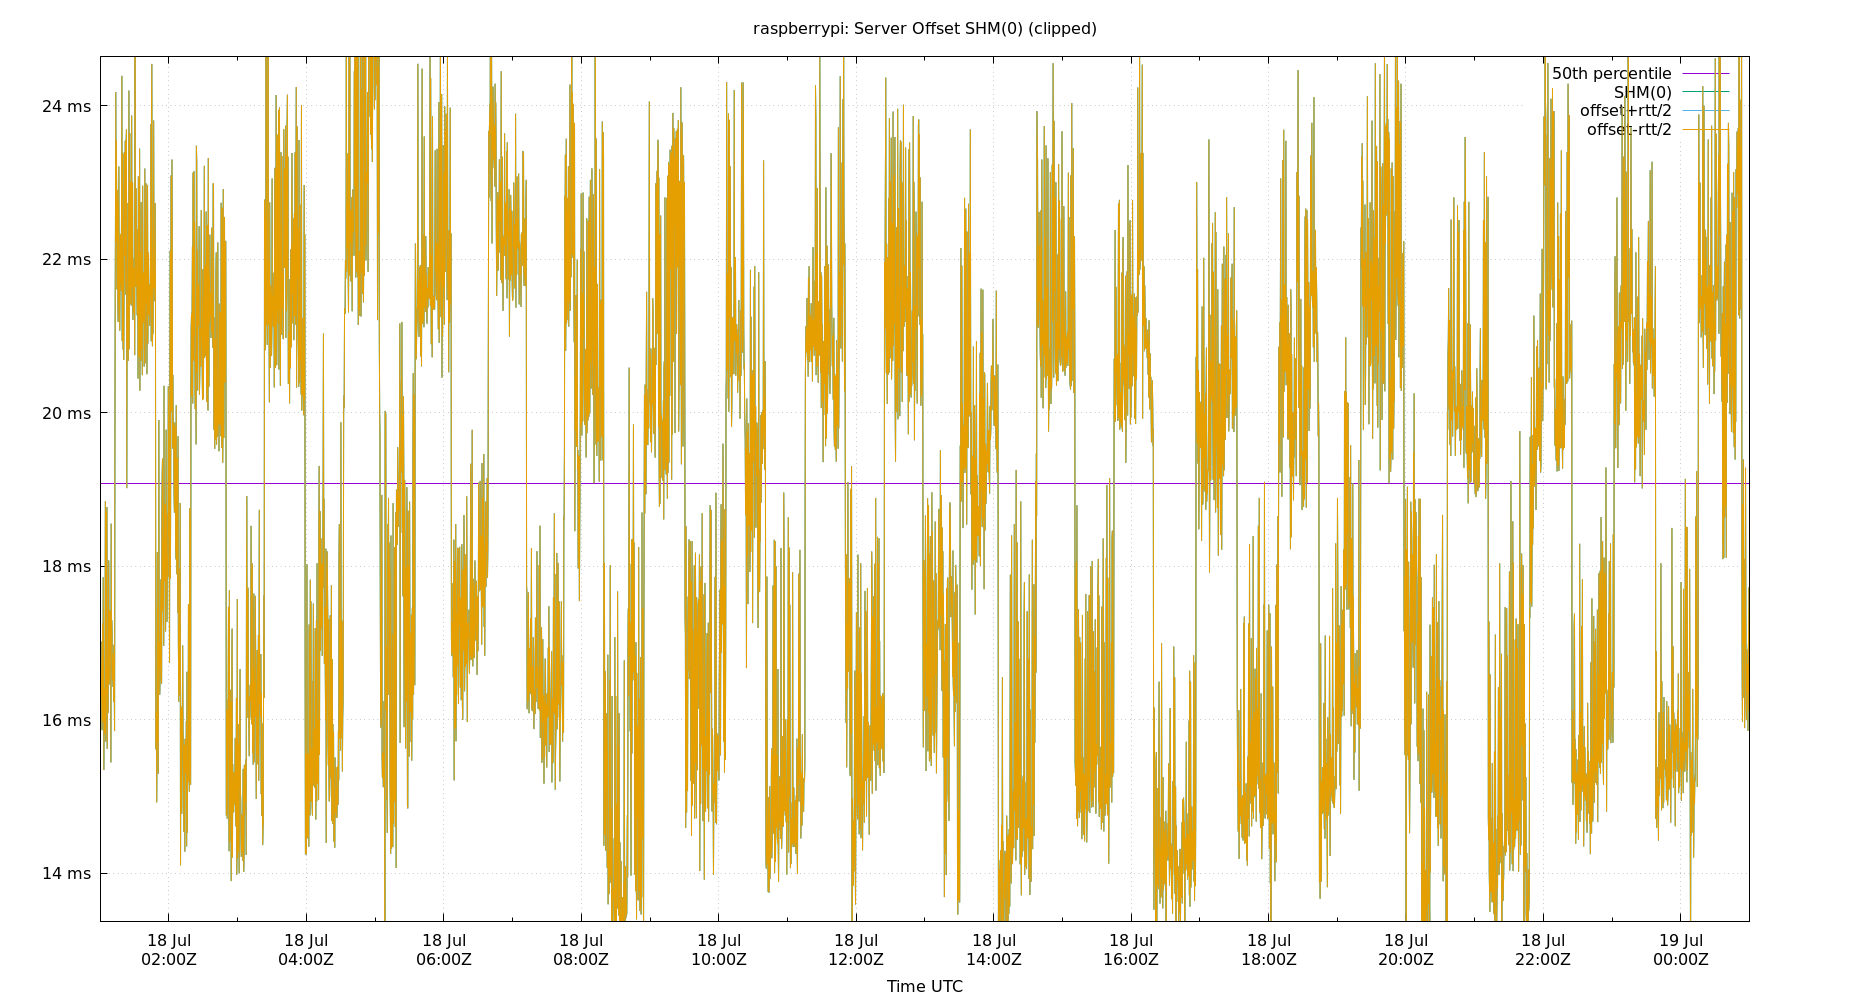 raspberrypi: Server Offset SHM(0) (clipped)
50th percentile
SHM(0)
offset+rtt/2
offset-rtt/2
24 ms
22 ms
20 ms
18 ms
16 ms
14 ms
18 Jul 18 Jul 18 Jul 18 Jul 18 Jul 18 Jul 18 Jul 18 Jul 18 Jul 18 Jul 18 Jul 19 Jul
02:00Z 04:00Z 06:00Z 08:00Z 10:00Z 12:00Z 14:00Z 16:00Z 18:00Z 20:00Z 22:00Z 00:00Z
Time UTC